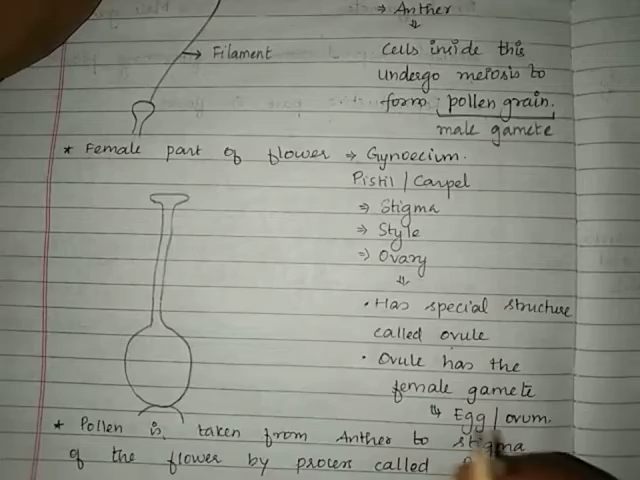 ⇒ Anther
→ Filament
Cells inside this
undergo meiosis to
form pollen grain.
male gamete
* Female part of flower → Gynoecium.
Pistil / Carpel
⇒ Stigma
⇒ Style
⇒ Ovary
• Has special structure
called ovule
• Ovule has the
female gamete
Egg / ovum.
* Pollen is taken from Anther to stigma
of the flower by process called